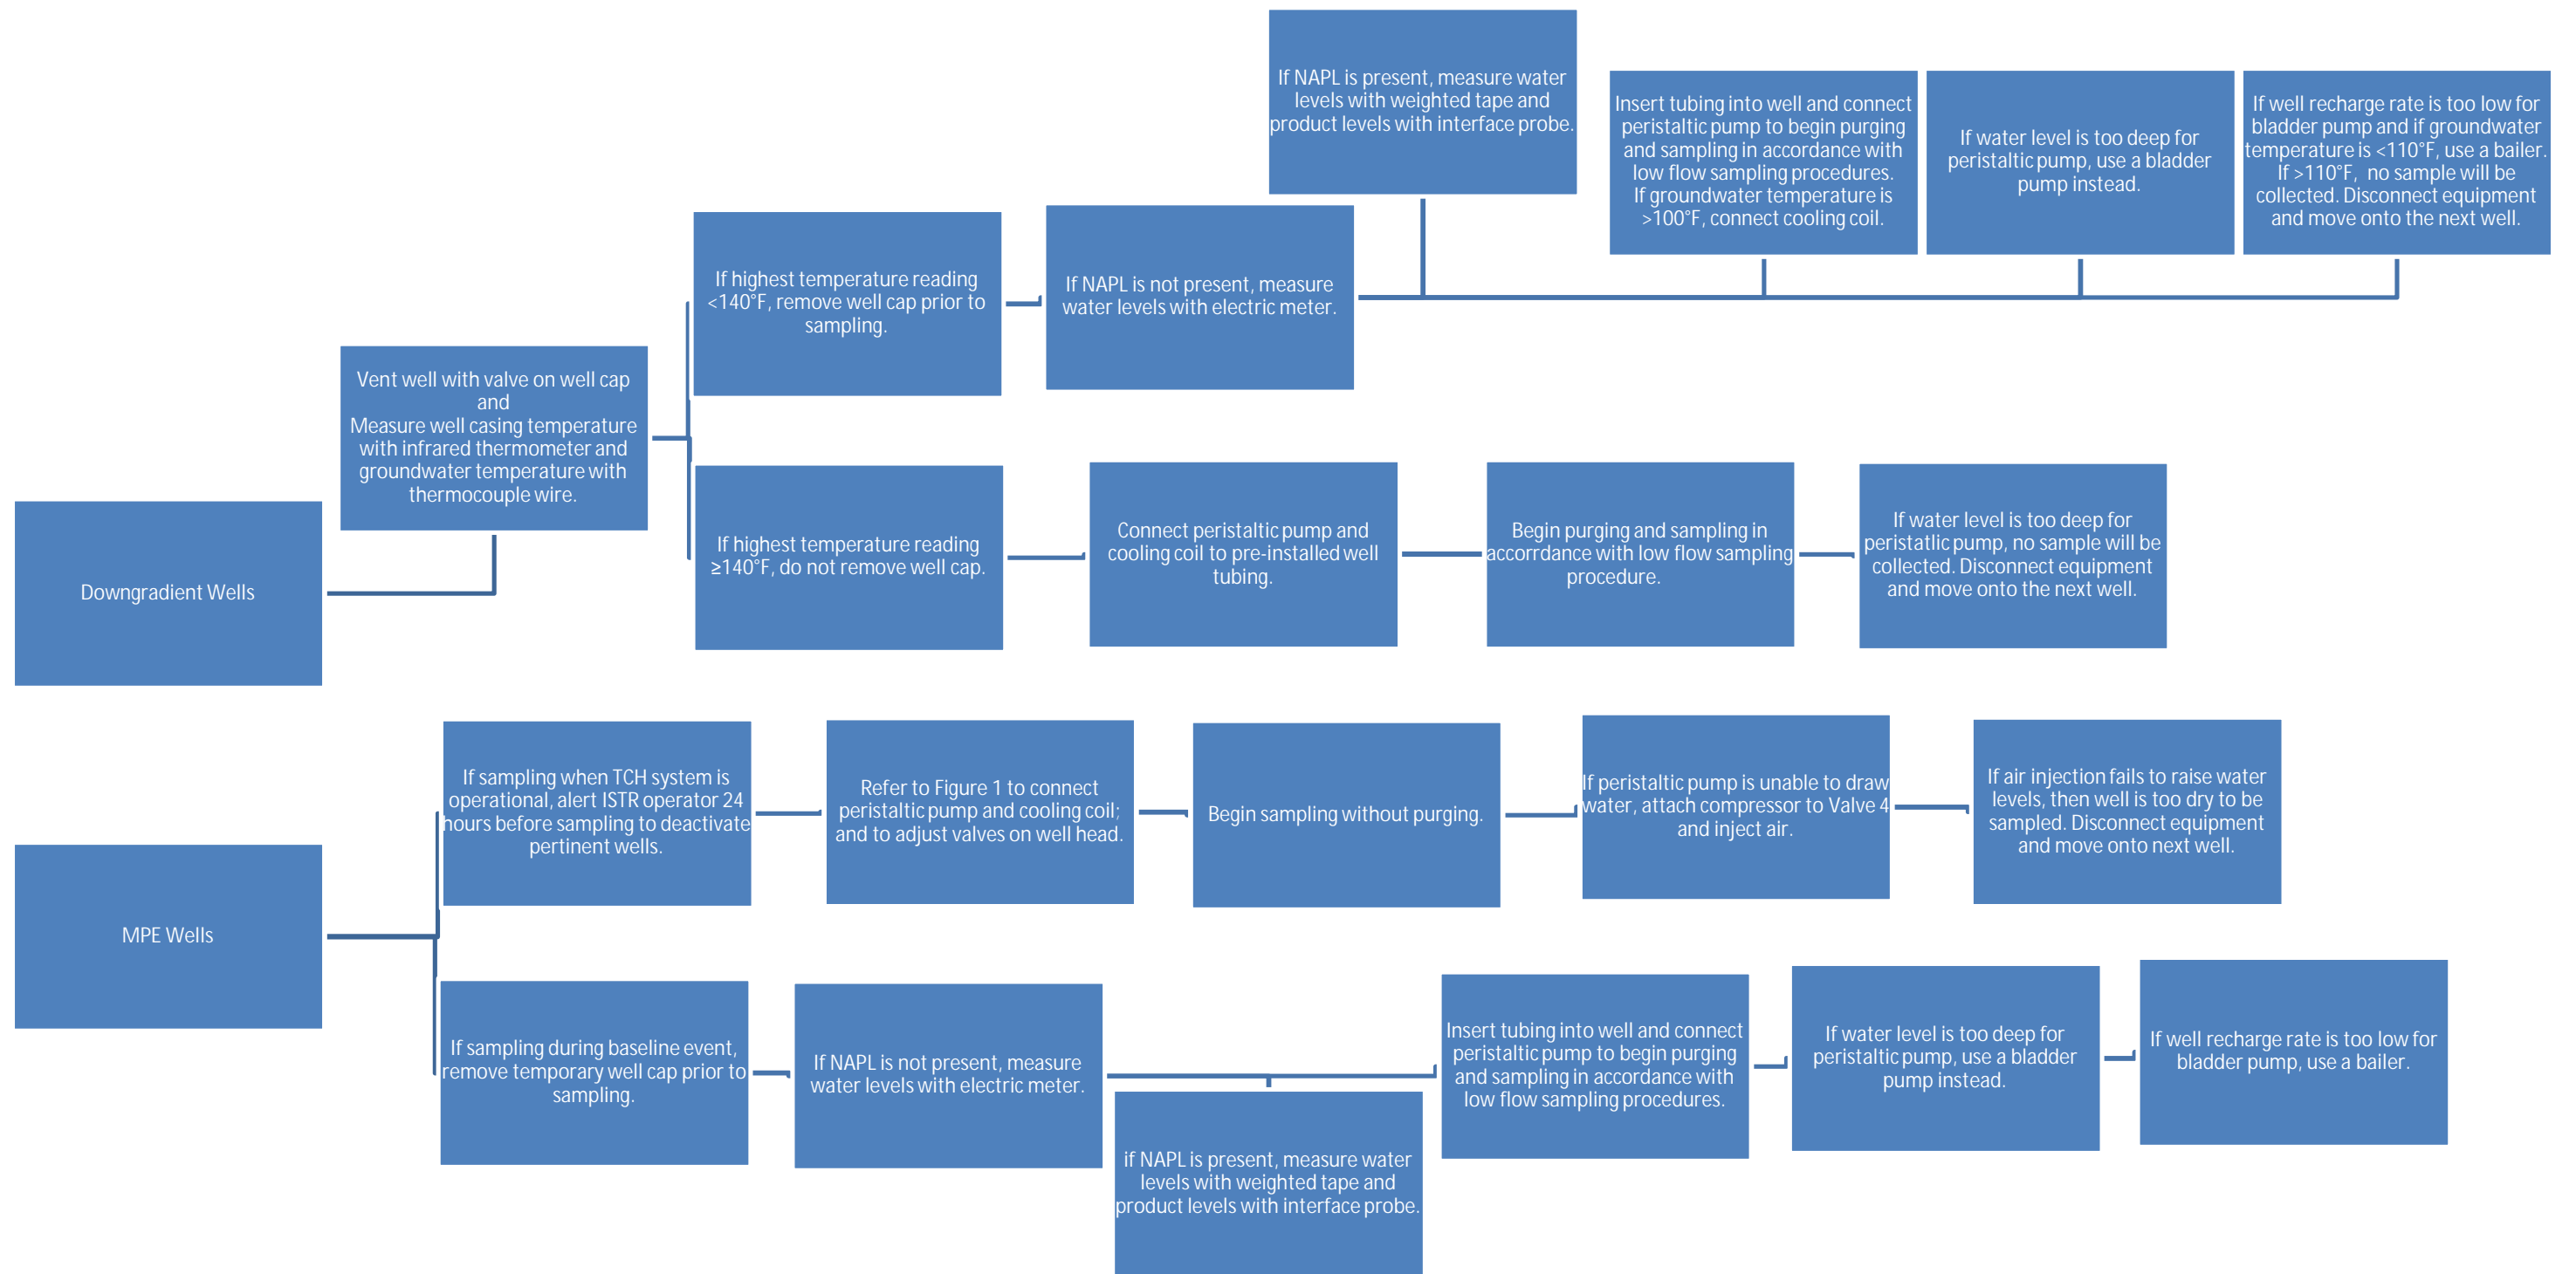 Downgradient Wells
Vent well with valve on well cap
and
Measure well casing temperature
with infrared thermometer and
groundwater temperature with
thermocouple wire.
If highest temperature reading
<140°F, remove well cap prior to
sampling.
If NAPL is not present, measure
water levels with electric meter.
If NAPL is present, measure water
levels with weighted tape and
product levels with interface probe.
Insert tubing into well and connect
peristaltic pump to begin purging
and sampling in accordance with
low flow sampling procedures.
If groundwater temperature is
>100°F, connect cooling coil.
If water level is too deep for
peristaltic pump, use a bladder
pump instead.
If well recharge rate is too low for
bladder pump and if groundwater
temperature is <110°F, use a bailer.
If >110°F, no sample will be
collected. Disconnect equipment
and move onto the next well.
If highest temperature reading
≥140°F, do not remove well cap.
Connect peristaltic pump and
cooling coil to pre-installed well
tubing.
Begin purging and sampling in
accorrdance with low flow sampling
procedure.
If water level is too deep for
peristatlic pump, no sample will be
collected. Disconnect equipment
and move onto the next well.
MPE Wells
If sampling when TCH system is
operational, alert ISTR operator 24
hours before sampling to deactivate
pertinent wells.
Refer to Figure 1 to connect
peristaltic pump and cooling coil;
and to adjust valves on well head.
Begin sampling without purging.
If peristaltic pump is unable to draw
water, attach compressor to Valve 4
and inject air.
If air injection fails to raise water
levels, then well is too dry to be
sampled. Disconnect equipment
and move onto next well.
If sampling during baseline event,
remove temporary well cap prior to
sampling.
If NAPL is not present, measure
water levels with electric meter.
if NAPL is present, measure water
levels with weighted tape and
product levels with interface probe.
Insert tubing into well and connect
peristaltic pump to begin purging
and sampling in accordance with
low flow sampling procedures.
If water level is too deep for
peristaltic pump, use a bladder
pump instead.
If well recharge rate is too low for
bladder pump, use a bailer.